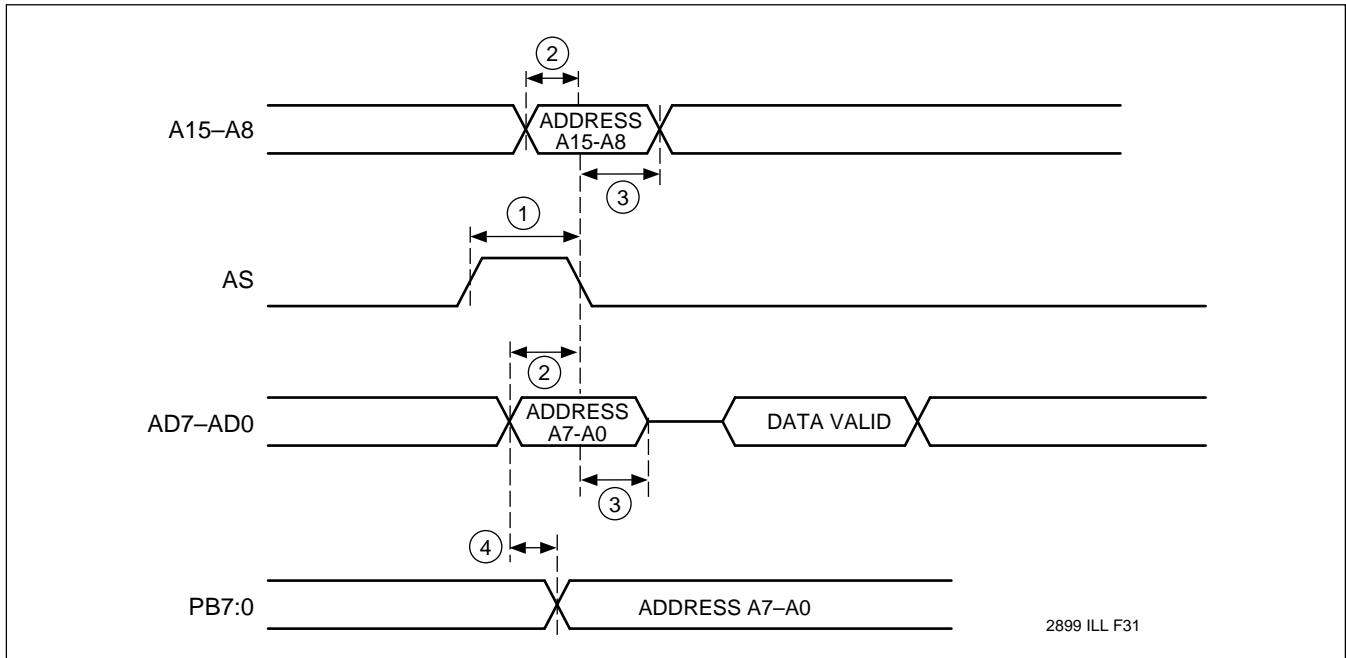 2
A15–A8
ADDRESS
A15-A8
3
1
AS
2
AD7–AD0
ADDRESS
A7-A0
DATA VALID
3
4
PB7:0
ADDRESS A7–A0
2899 ILL F31